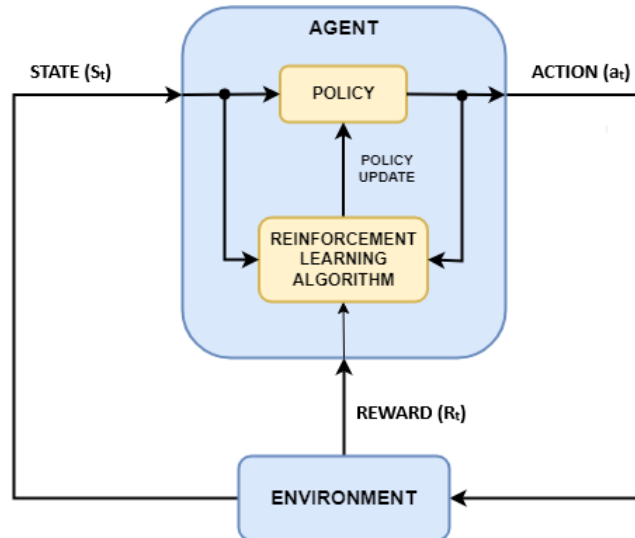 AGENT
STATE (Sₜ)
ACTION (aₜ)
POLICY
POLICY
UPDATE
REINFORCEMENT
LEARNING
ALGORITHM
REWARD (Rₜ)
ENVIRONMENT